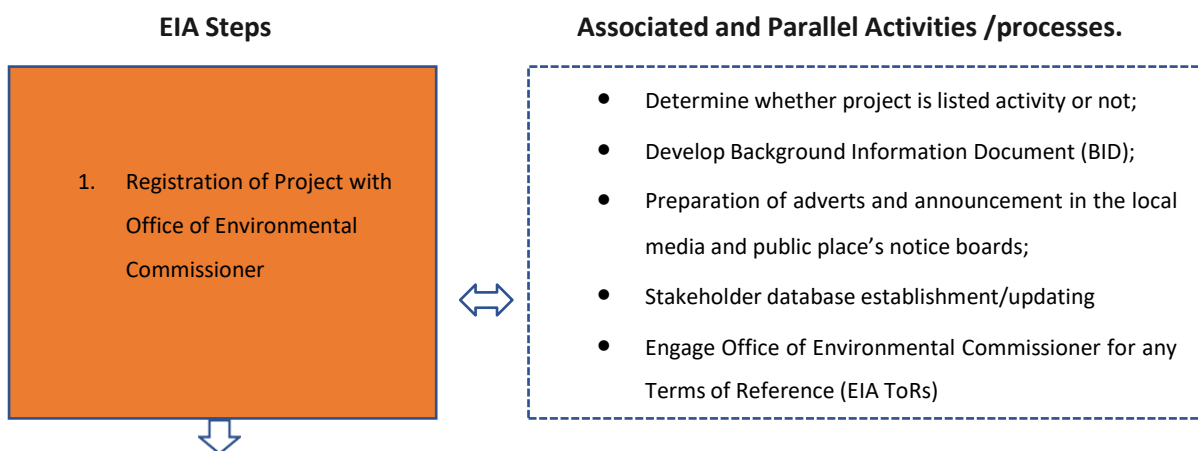 EIA Steps
Associated and Parallel Activities /processes.
1. Registration of Project with
Office of Environmental
Commissioner
• Determine whether project is listed activity or not;
• Develop Background Information Document (BID);
• Preparation of adverts and announcement in the local
media and public place’s notice boards;
• Stakeholder database establishment/updating
• Engage Office of Environmental Commissioner for any
Terms of Reference (EIA ToRs)